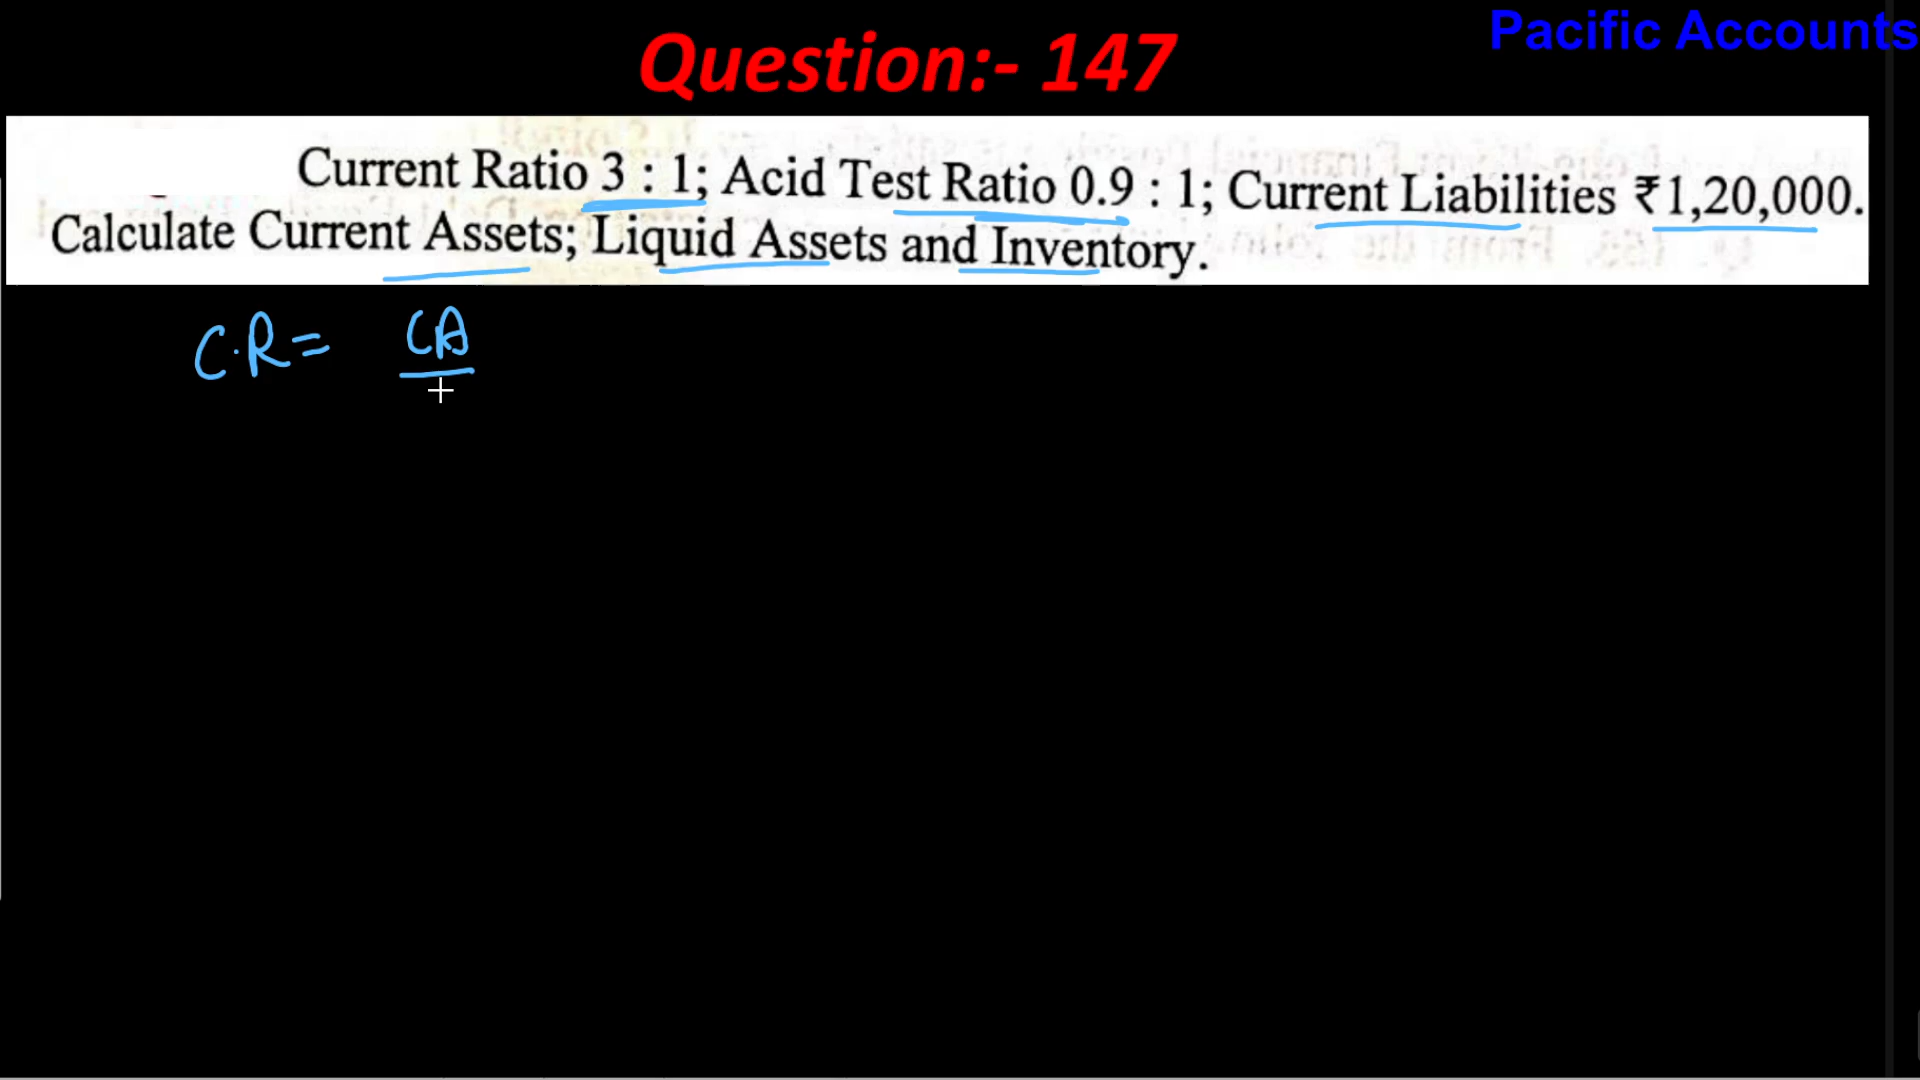 Pacific Accounts
Question:- 147
Current Ratio 3 : 1; Acid Test Ratio 0.9 : 1; Current Liabilities ₹1,20,000.
Calculate Current Assets; Liquid Assets and Inventory.
C.R= CA